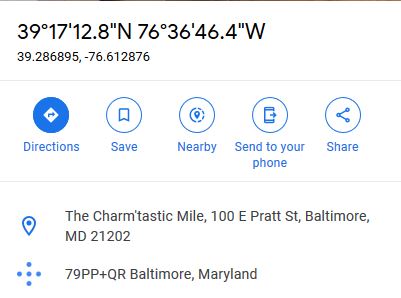 39°17'12.8"N 76°36'46.4"W
39.286895, -76.612876
Directions
Save
Nearby
Send to your
phone
Share
The Charm'tastic Mile, 100 E Pratt St, Baltimore,
MD 21202
79PP+QR Baltimore, Maryland